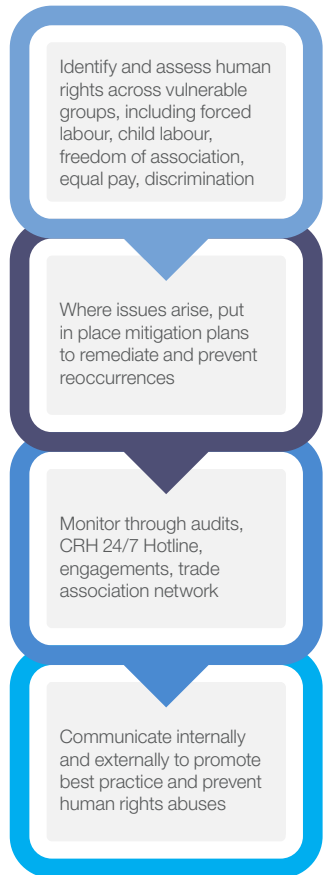 Identify and assess human
rights across vulnerable
groups, including forced
labour, child labour,
freedom of association,
equal pay, discrimination
Where issues arise, put
in place mitigation plans
to remediate and prevent
reoccurrences
Monitor through audits,
CRH 24/7 Hotline,
engagements, trade
association network
Communicate internally
and externally to promote
best practice and prevent
human rights abuses